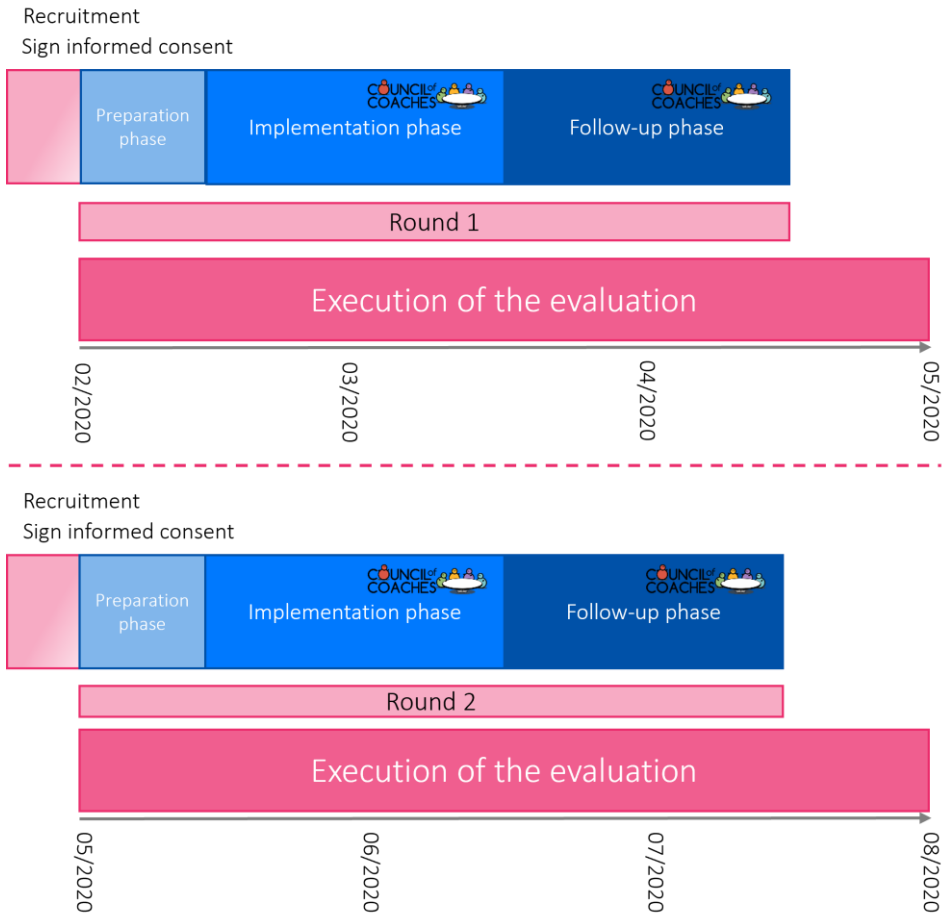 Recruitment
Sign informed consent
Preparation
phase
COUNCIL of
COACHES
Implementation phase
COUNCIL of
COACHES
Follow-up phase
Round 1
Execution of the evaluation
02/2020
03/2020
04/2020
05/2020
Recruitment
Sign informed consent
Preparation
phase
COUNCIL of
COACHES
Implementation phase
COUNCIL of
COACHES
Follow-up phase
Round 2
Execution of the evaluation
05/2020
06/2020
07/2020
08/2020